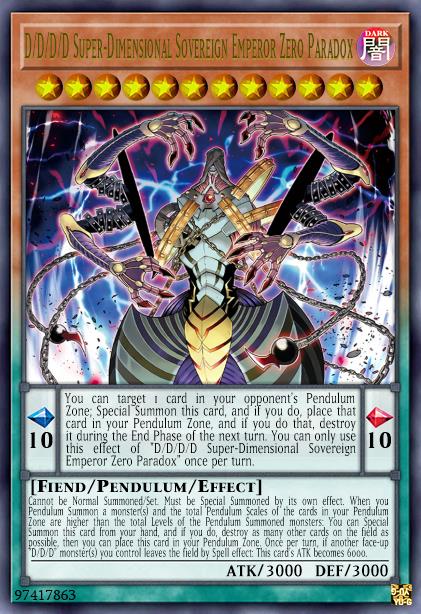 D/D/D/D Super-Dimensional Sovereign Emperor Zero Paradox
DARK
闇
You can target 1 card in your opponent's Pendulum
Zone; Special Summon this card, and if you do, place that
card in your Pendulum Zone, and if you do that, destroy
it during the End Phase of the next turn. You can only use
this effect of "D/D/D/D Super-Dimensional Sovereign
Emperor Zero Paradox" once per turn.
10
10
[Fiend/Pendulum/Effect]
Cannot be Normal Summoned/Set. Must be Special Summoned by its own effect. When you
Pendulum Summon a monster(s) and the total Pendulum Scales of the cards in your Pendulum
Zone are higher than the total Levels of the Pendulum Summoned monsters: You can Special
Summon this card from your hand, and if you do, destroy as many other cards on the field as
possible, then you can place this card in your Pendulum Zone. Once per turn, if another face-up
"D/D/D" monster(s) you control leaves the field by Spell effect: This card's ATK becomes 6000.
ATK/3000 DEF/3000
97417863